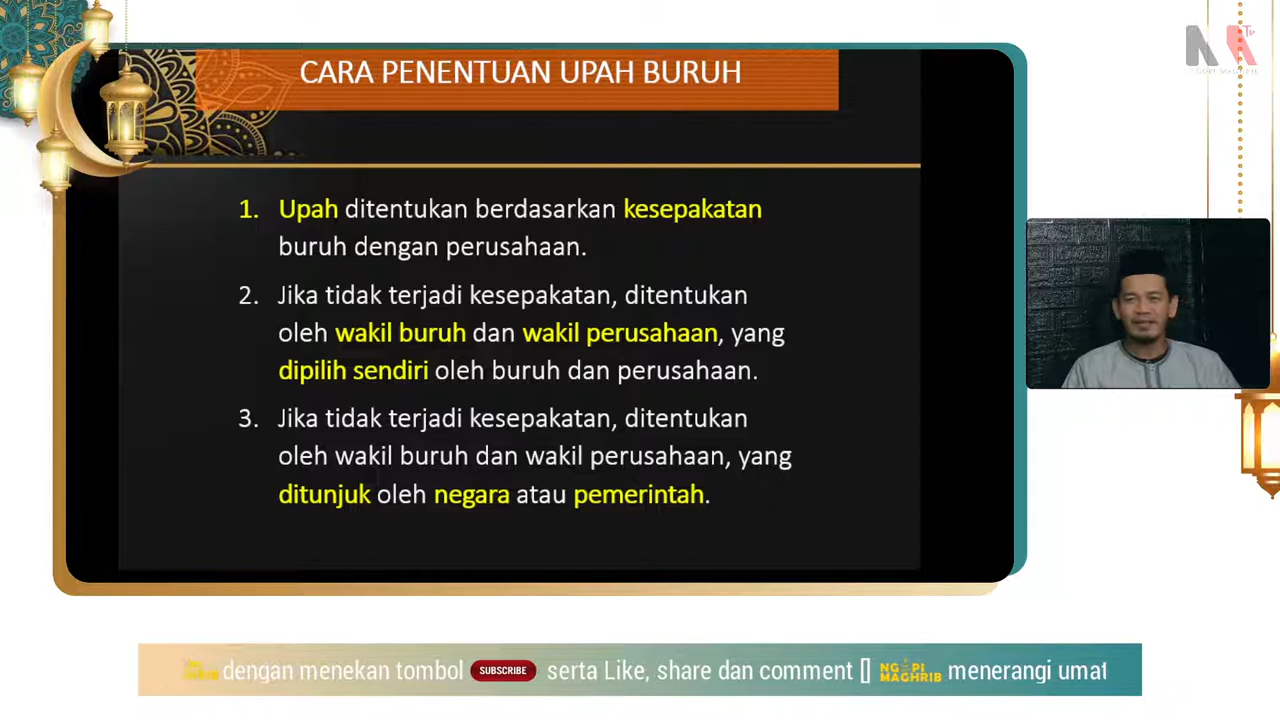 CARA PENENTUAN UPAH BURUH
1. Upah ditentukan berdasarkan kesepakatan
buruh dengan perusahaan.
2. Jika tidak terjadi kesepakatan, ditentukan
oleh wakil buruh dan wakil perusahaan, yang
dipilih sendiri oleh buruh dan perusahaan.
3. Jika tidak terjadi kesepakatan, ditentukan
oleh wakil buruh dan wakil perusahaan, yang
ditunjuk oleh negara atau pemerintah.
dengan menekan tombol SUBSCRIBE serta Like, share dan comment [] NGOPI MAGHRIB menerangi umat